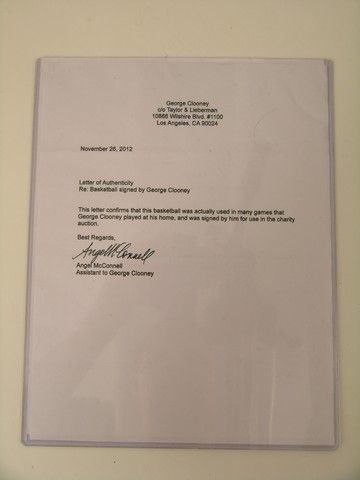 George Clooney
c/o Taylor & Lieberman
10866 Wilshire Blvd. #1100
Los Angeles, CA 90024
November 26, 2012
Letter of Authenticity
Re: Basketball signed by George Clooney
This letter confirms that this basketball was actually used in many games that
George Clooney played at his home, and was signed by him for use in the charity
auction.
Best Regards,
Angel McConnell
Angel McConnell
Assistant to George Clooney